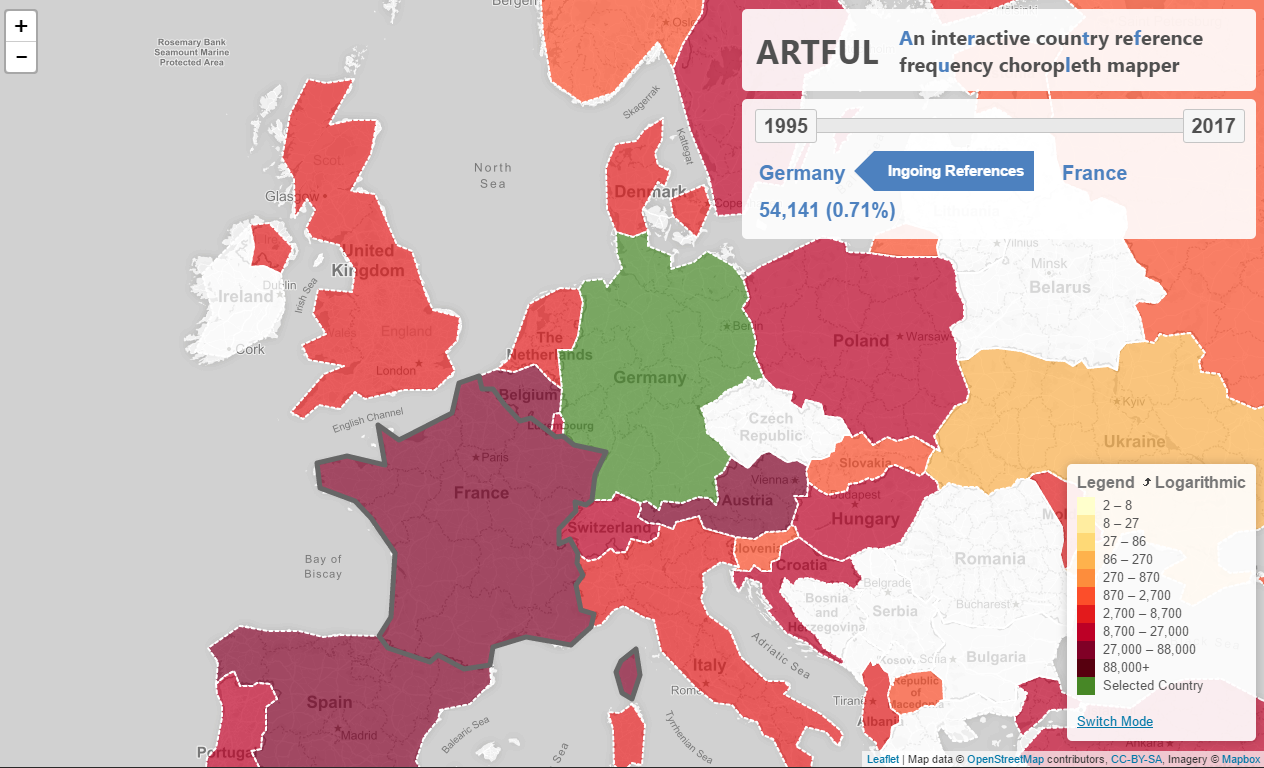 +
−
Rosemary Bank
Seamount Marine
Protected Area
Bergen
Oslo
ARTFUL
An interactive country reference
frequency choropleth mapper
1995
2017
Germany
Ingoing References
France
54,141 (0.71%)
Skagerrak
Kattegat
North
Sea
Scot.
Glasgow
Denmark
Cope
United
Kingdom
Dublin
Ireland
Irish Sea
Cork
Wales
England
London
English Channel
Lithuania
Vilnius
Minsk
Belarus
The
Netherlands
Berlin
Poland
Warsaw
Germany
Belgium
Luxembourg
Czech
Republic
Kyiv
Ukraine
Paris
France
Slovakia
Vienna
Austria
Budapest
Hungary
Switzerland
Slovenia
Croatia
Mol
Romania
Bay of
Biscay
Bosnia
and
Herzegovina
Belgrade
Serbia
Bucharest
Adriatic Sea
Kosovo
Sofia
Bulgaria
Italy
Rome
Tirana
Republic
of
Macedonia
Albania
Spain
Madrid
Portuga
Balearic Sea
Sea
Tyrrhenian Sea
Ankara
Legend
Logarithmic
2 – 8
8 – 27
27 – 86
86 – 270
270 – 870
870 – 2,700
2,700 – 8,700
8,700 – 27,000
27,000 – 88,000
88,000+
Selected Country
Switch Mode
Leaflet | Map data © OpenStreetMap contributors, CC-BY-SA, Imagery © Mapbox